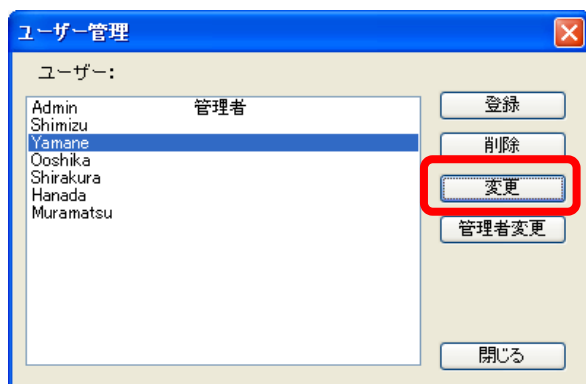 ユーザー管理
ユーザー:
Admin 管理者
Shimizu
Yamane
Ooshika
Shirakura
Hanada
Muramatsu
登録
削除
変更
管理者変更
閉じる